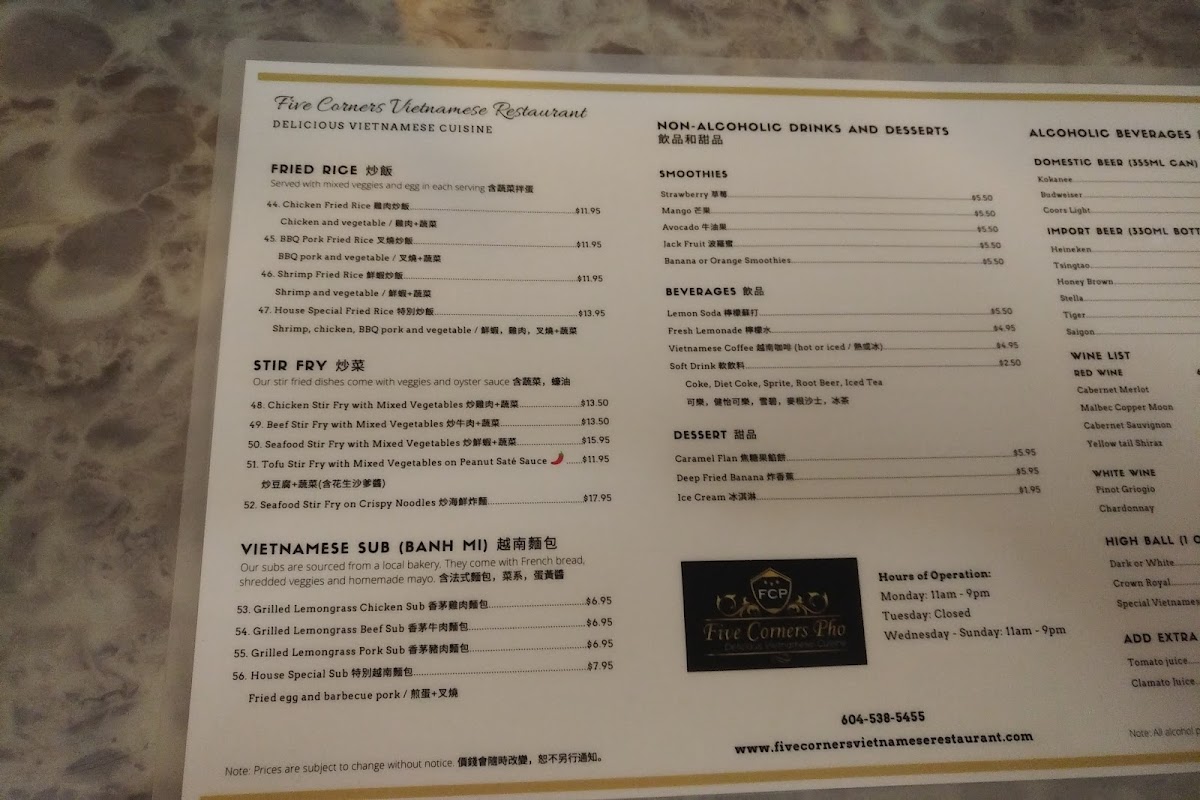 Five Corners Vietnamese Restaurant
DELICIOUS VIETNAMESE CUISINE
FRIED RICE 炒飯
Served with mixed veggies and egg in each serving 含蔬菜拌蛋
44. Chicken Fried Rice 雞肉炒飯 $11.95
Chicken and vegetable / 雞肉+蔬菜
45. BBQ Pork Fried Rice 叉燒炒飯 $11.95
BBQ pork and vegetable / 叉燒+蔬菜
46. Shrimp Fried Rice 鮮蝦炒飯 $11.95
Shrimp and vegetable / 鮮蝦+蔬菜
47. House Special Fried Rice 特別炒飯 $13.95
Shrimp, chicken, BBQ pork and vegetable / 鮮蝦，雞肉，叉燒+蔬菜
STIR FRY 炒菜
Our stir fried dishes come with veggies and oyster sauce 含蔬菜，蠔油
48. Chicken Stir Fry with Mixed Vegetables 炒雞肉+蔬菜 $13.50
49. Beef Stir Fry with Mixed Vegetables 炒牛肉+蔬菜 $13.50
50. Seafood Stir Fry with Mixed Vegetables 炒鮮蝦+蔬菜 $15.95
51. Tofu Stir Fry with Mixed Vegetables on Peanut Saté Sauce $11.95
炒豆腐+蔬菜(含花生沙爹醬)
52. Seafood Stir Fry on Crispy Noodles 炒海鮮炸麵 $17.95
VIETNAMESE SUB (BANH MI) 越南麵包
Our subs are sourced from a local bakery. They come with French bread,
shredded veggies and homemade mayo. 含法式麵包，菜系，蛋黃醬
53. Grilled Lemongrass Chicken Sub 香茅雞肉麵包 $6.95
54. Grilled Lemongrass Beef Sub 香茅牛肉麵包 $6.95
55. Grilled Lemongrass Pork Sub 香茅豬肉麵包 $6.95
56. House Special Sub 特別越南麵包 $7.95
Fried egg and barbecue pork / 煎蛋+叉燒
Note: Prices are subject to change without notice. 價錢會隨時改變，恕不另行通知。
NON-ALCOHOLIC DRINKS AND DESSERTS
飲品和甜品
SMOOTHIES
Strawberry 草莓 $5.50
Mango 芒果 $5.50
Avocado 牛油果 $5.50
Jack Fruit 波羅蜜 $5.50
Banana or Orange Smoothies $5.50
BEVERAGES 飲品
Lemon Soda 檸檬蘇打 $5.50
Fresh Lemonade 檸檬水 $4.95
Vietnamese Coffee 越南咖啡 (hot or iced / 熱或冰) $4.95
Soft Drink 軟飲料 $2.50
Coke, Diet Coke, Sprite, Root Beer, Iced Tea
可樂，健怡可樂，雪碧，麥根沙士，冰茶
DESSERT 甜品
Caramel Flan 焦糖果餡餅 $5.95
Deep Fried Banana 炸香蕉 $5.95
Ice Cream 冰淇淋 $1.95
FCP
Five Corners Pho
Delicious Vietnamese Cuisine
Hours of Operation:
Monday: 11am - 9pm
Tuesday: Closed
Wednesday - Sunday: 11am - 9pm
604-538-5455
www.fivecornersvietnameserestaurant.com
ALCOHOLIC BEVERAGES
DOMESTIC BEER (355ML CAN)
Kokanee
Budweiser
Coors Light
IMPORT BEER (330ML
Heineken
Tsingtao
Honey Brown
Stella
Tiger
Saigon
WINE LIST
RED WINE
Cabernet Merlot
Malbec Copper Moon
Cabernet Sauvignon
Yellow tail Shiraz
WHITE WINE
Pinot Griogio
Chardonnay
HIGH BALL (1
Dark or White
Crown Royal
Special Vietnames
ADD EXTRA
Tomato juice
Clamato Juice
Note: All alcohol